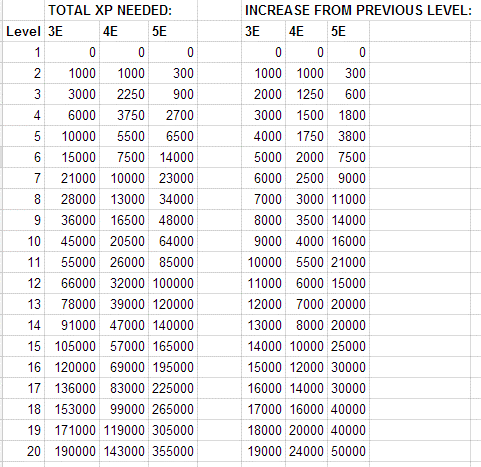 TOTAL XP NEEDED: INCREASE FROM PREVIOUS LEVEL:
Level 3E 4E 5E 3E 4E 5E
1 0 0 0 0 0 0
2 1000 1000 300 1000 1000 300
3 3000 2250 900 2000 1250 600
4 6000 3750 2700 3000 1500 1800
5 10000 5500 6500 4000 1750 3800
6 15000 7500 14000 5000 2000 7500
7 21000 10000 23000 6000 2500 9000
8 28000 13000 34000 7000 3000 11000
9 36000 16500 48000 8000 3500 14000
10 45000 20500 64000 9000 4000 16000
11 55000 26000 85000 10000 5500 21000
12 66000 32000 100000 11000 6000 15000
13 78000 39000 120000 12000 7000 20000
14 91000 47000 140000 13000 8000 20000
15 105000 57000 165000 14000 10000 25000
16 120000 69000 195000 15000 12000 30000
17 136000 83000 225000 16000 14000 30000
18 153000 99000 265000 17000 16000 40000
19 171000 119000 305000 18000 20000 40000
20 190000 143000 355000 19000 24000 50000